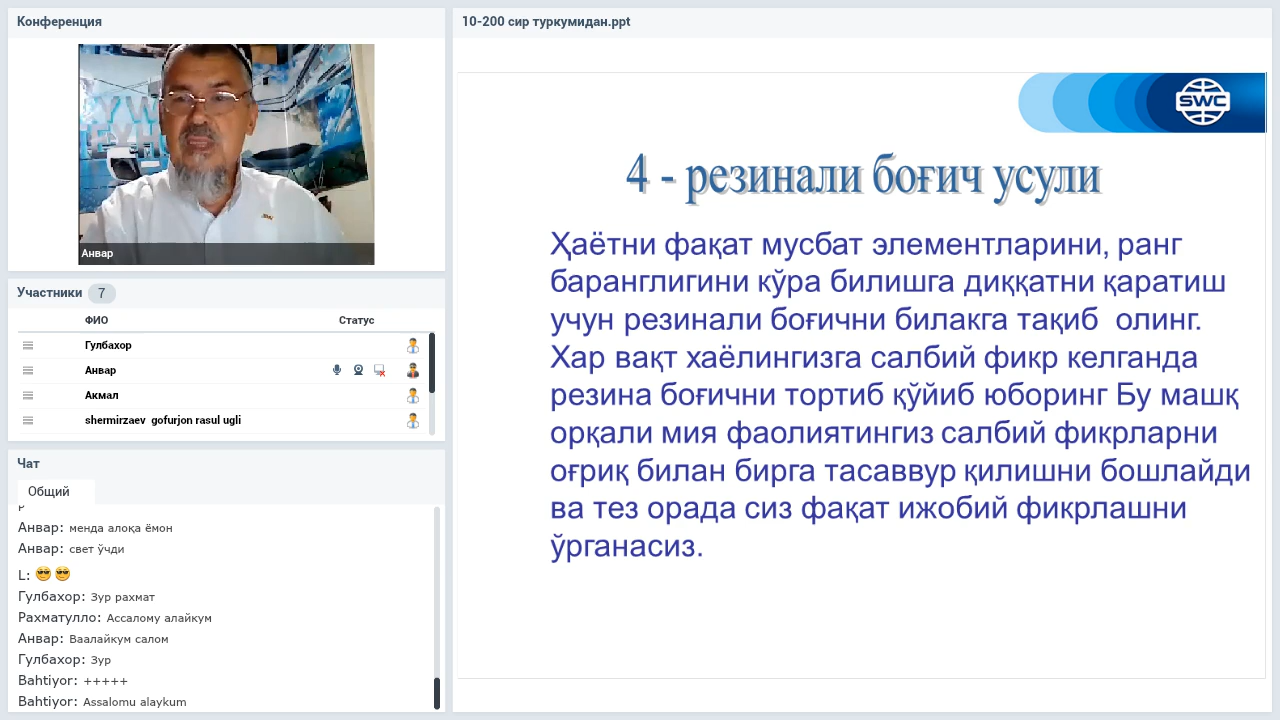 Конференция
Анвар
Участники 7
ФИО Статус
Гулбахор
Анвар
Акмал
shermirzaev gofurjon rasul ugli
Чат
Общий
Анвар: менда алоқа ёмон
Анвар: свет ўчди
L:
Гулбахор: Зур рахмат
Рахматулло: Ассалому алайкум
Анвар: Ваалайкум салом
Гулбахор: Зур
Bahtiyor: +++++
Bahtiyor: Assalomu alaykum
10-200 сир туркумидан.ppt
SWC
4 - резинали боғич усули
Ҳаётни фақат мусбат элементларини, ранг
баранглигини кўра билишга диққатни қаратиш
учун резинали боғични билакга тақиб олинг.
Хар вақт хаёлингизга салбий фикр келганда
резина боғични тортиб қўйиб юборинг Бу машқ
орқали мия фаолиятингиз салбий фикрларни
оғриқ билан бирга тасаввур қилишни бошлайди
ва тез орада сиз фақат ижобий фикрлашни
ўрганасиз.